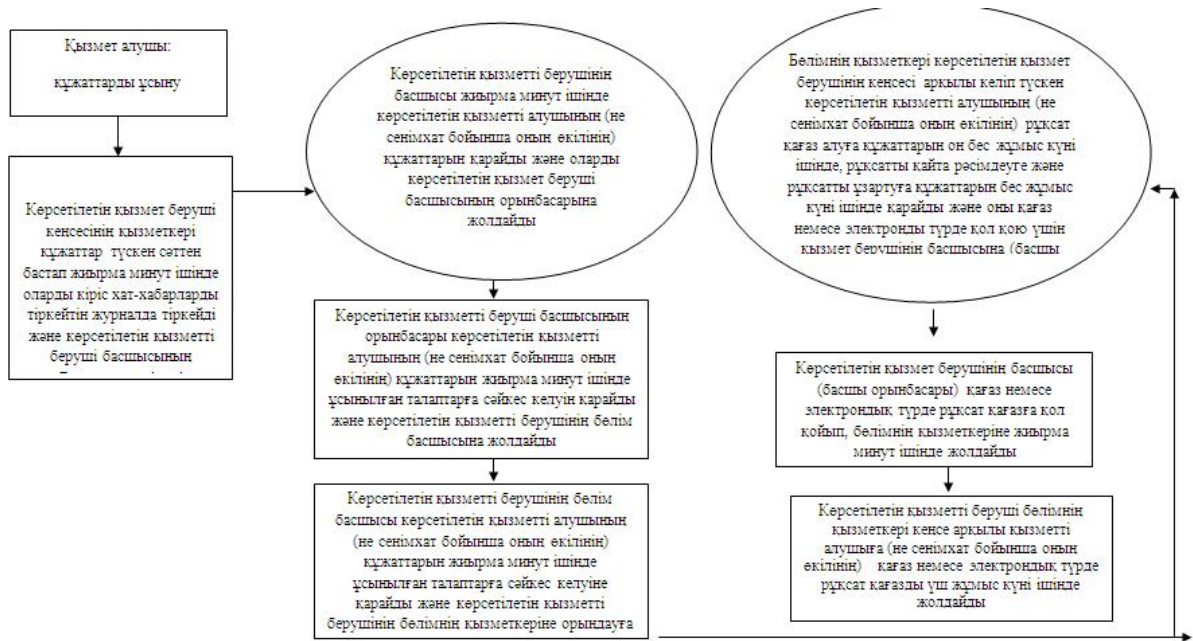 Қызмет алушы:
құжаттарды ұсыну
Көрсетілетін қызмет беруші
кеңсесінің қызметкері
құжаттар түскен сәттен
бастап жиырма минут ішінде
оларды кіріс хат-хабарларды
тіркейтін журналда тіркейді
және көрсетілетін қызметті
беруші басшысының
Көрсетілетін қызметті берушінің
басшысы жиырма минут ішінде
көрсетілетін қызметті алушының (не
сенімхат бойынша оның өкілінің)
құжаттарын қарайды және оларды
көрсетілетін қызмет беруші
басшысының орынбасарына
жолдайды
Көрсетілетін қызметті беруші басшысының
орынбасары көрсетілетін қызметті
алушының (не сенімхат бойынша оның
өкілінің) құжаттарын жиырма минут ішінде
ұсынылған талаптарға сәйкес келуін қарайды
және көрсетілетін қызметті берушінің бөлім
басшысына жолдайды
Көрсетілетін қызметті берушінің бөлім
басшысы көрсетілетін қызметті алушының
(не сенімхат бойынша оның өкілінің)
құжаттарын жиырма минут ішінде
ұсынылған талаптарға сәйкес келуіне
қарайды және көрсетілетін қызметті
берушінің бөлімнің қызметкеріне орындауға
Бөлімнің қызметкері көрсетілетін қызмет
берушінің кеңсесі арқылы келіп түскен
көрсетілетін қызметті алушының (не
сенімхат бойынша оның өкілінің) рұқсат
қағаз алуға құжаттарын он бес жұмыс күні
ішінде, рұқсатты қайта рәсімдеуге және
рұқсатты ұзартуға құжаттарын бес жұмыс
күні ішінде қарайды және оны қағаз
немесе электронды түрде қол қою үшін
қызмет берушінің басшысына (басшы
Көрсетілетін қызмет берушінің басшысы
(басшы орынбасары) қағаз немесе
электрондық түрде рұқсат қағазға қол
қойып, бөлімнің қызметкеріне жиырма
минут ішінде жолдайды
Көрсетілетін қызметті беруші бөлімнің
қызметкері кеңсе арқылы қызметті
алушыға (не сенімхат бойынша оның
өкілінің) қағаз немесе электрондық түрде
рұқсат қағазды үш жұмыс күні ішінде
жолдайды